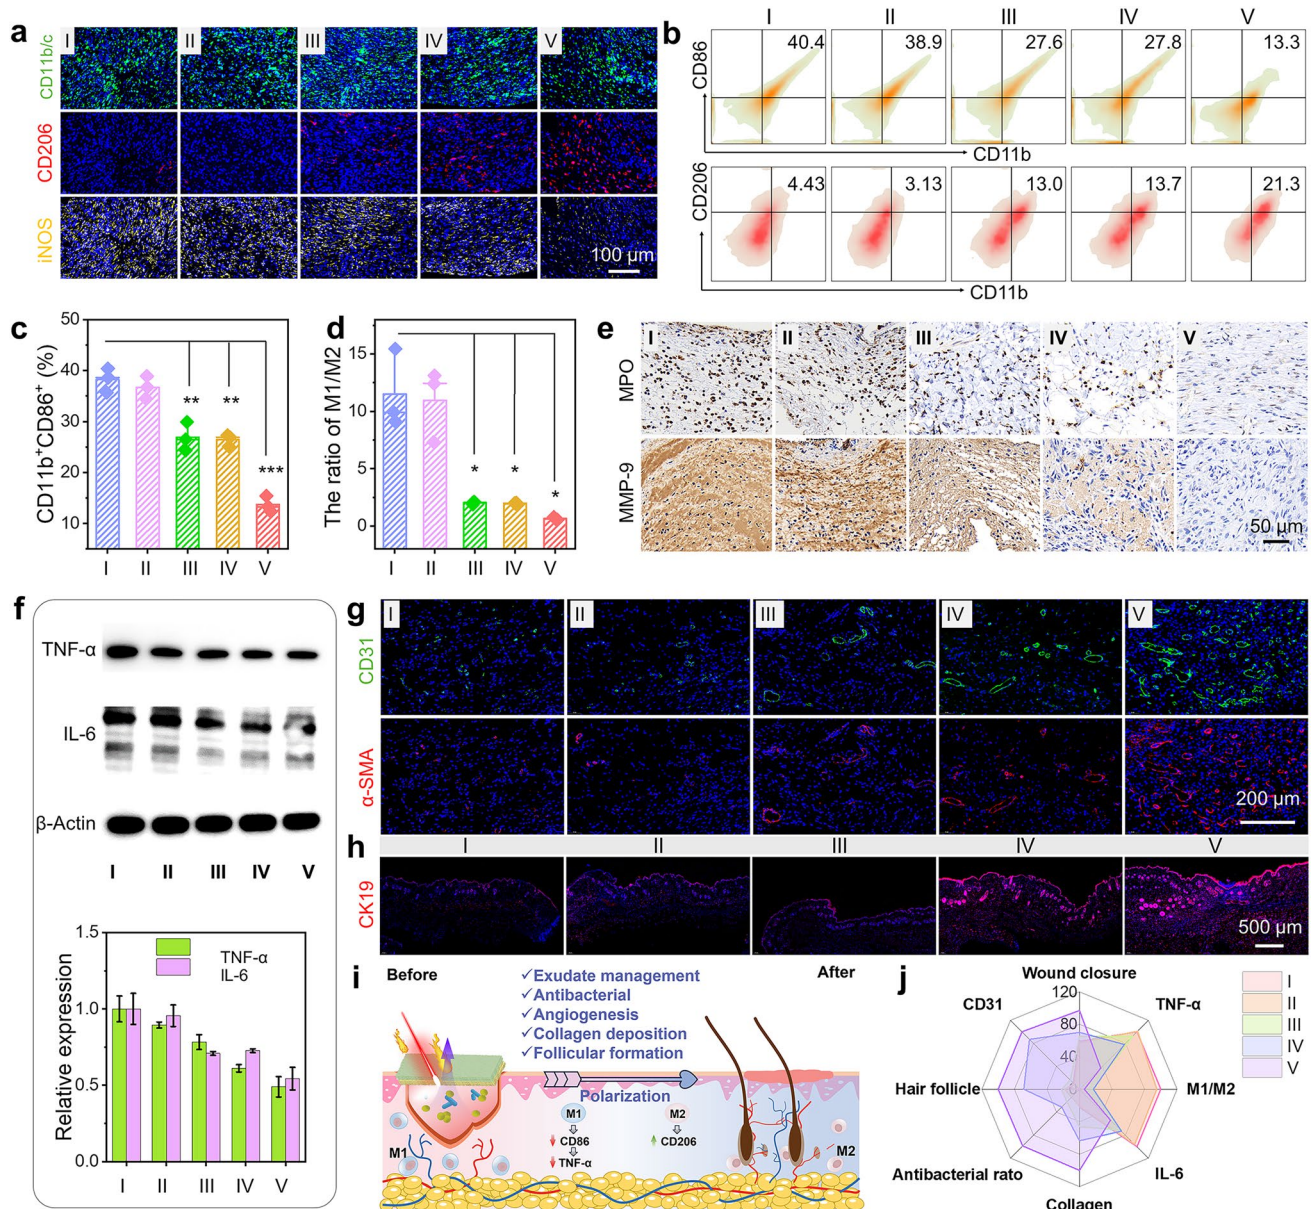 a
I II III IV V
CD11b/c
CD206
iNOS
100 μm
b
I II III IV V
CD86
40.4 38.9 27.6 27.8 13.3
CD11b
CD206
4.43 3.13 13.0 13.7 21.3
CD11b
c
CD11b⁺CD86⁺ (%)
50
40
30
20
10
** ** ***
I II III IV V
d
The ratio of M1/M2
15
10
5
0
* * *
I II III IV V
e
I II III IV V
MPO
MMP-9
50 μm
f
TNF-α
IL-6
β-Actin
I II III IV V
Relative expression
1.5
1.0
0.5
0.0
TNF-α
IL-6
I II III IV V
g
I II III IV V
CD31
α-SMA
200 μm
h
I II III IV V
CK19
500 μm
i
Before
After
✓Exudate management
✓Antibacterial
✓Angiogenesis
✓Collagen deposition
✓Follicular formation
Polarization
M1
M1
CD86
TNF-α
M2
CD206
M2
j
Wound closure
120
80
40
0
TNF-α
M1/M2
IL-6
Collagen
Antibacterial rato
Hair follicle
CD31
I
II
III
IV
V